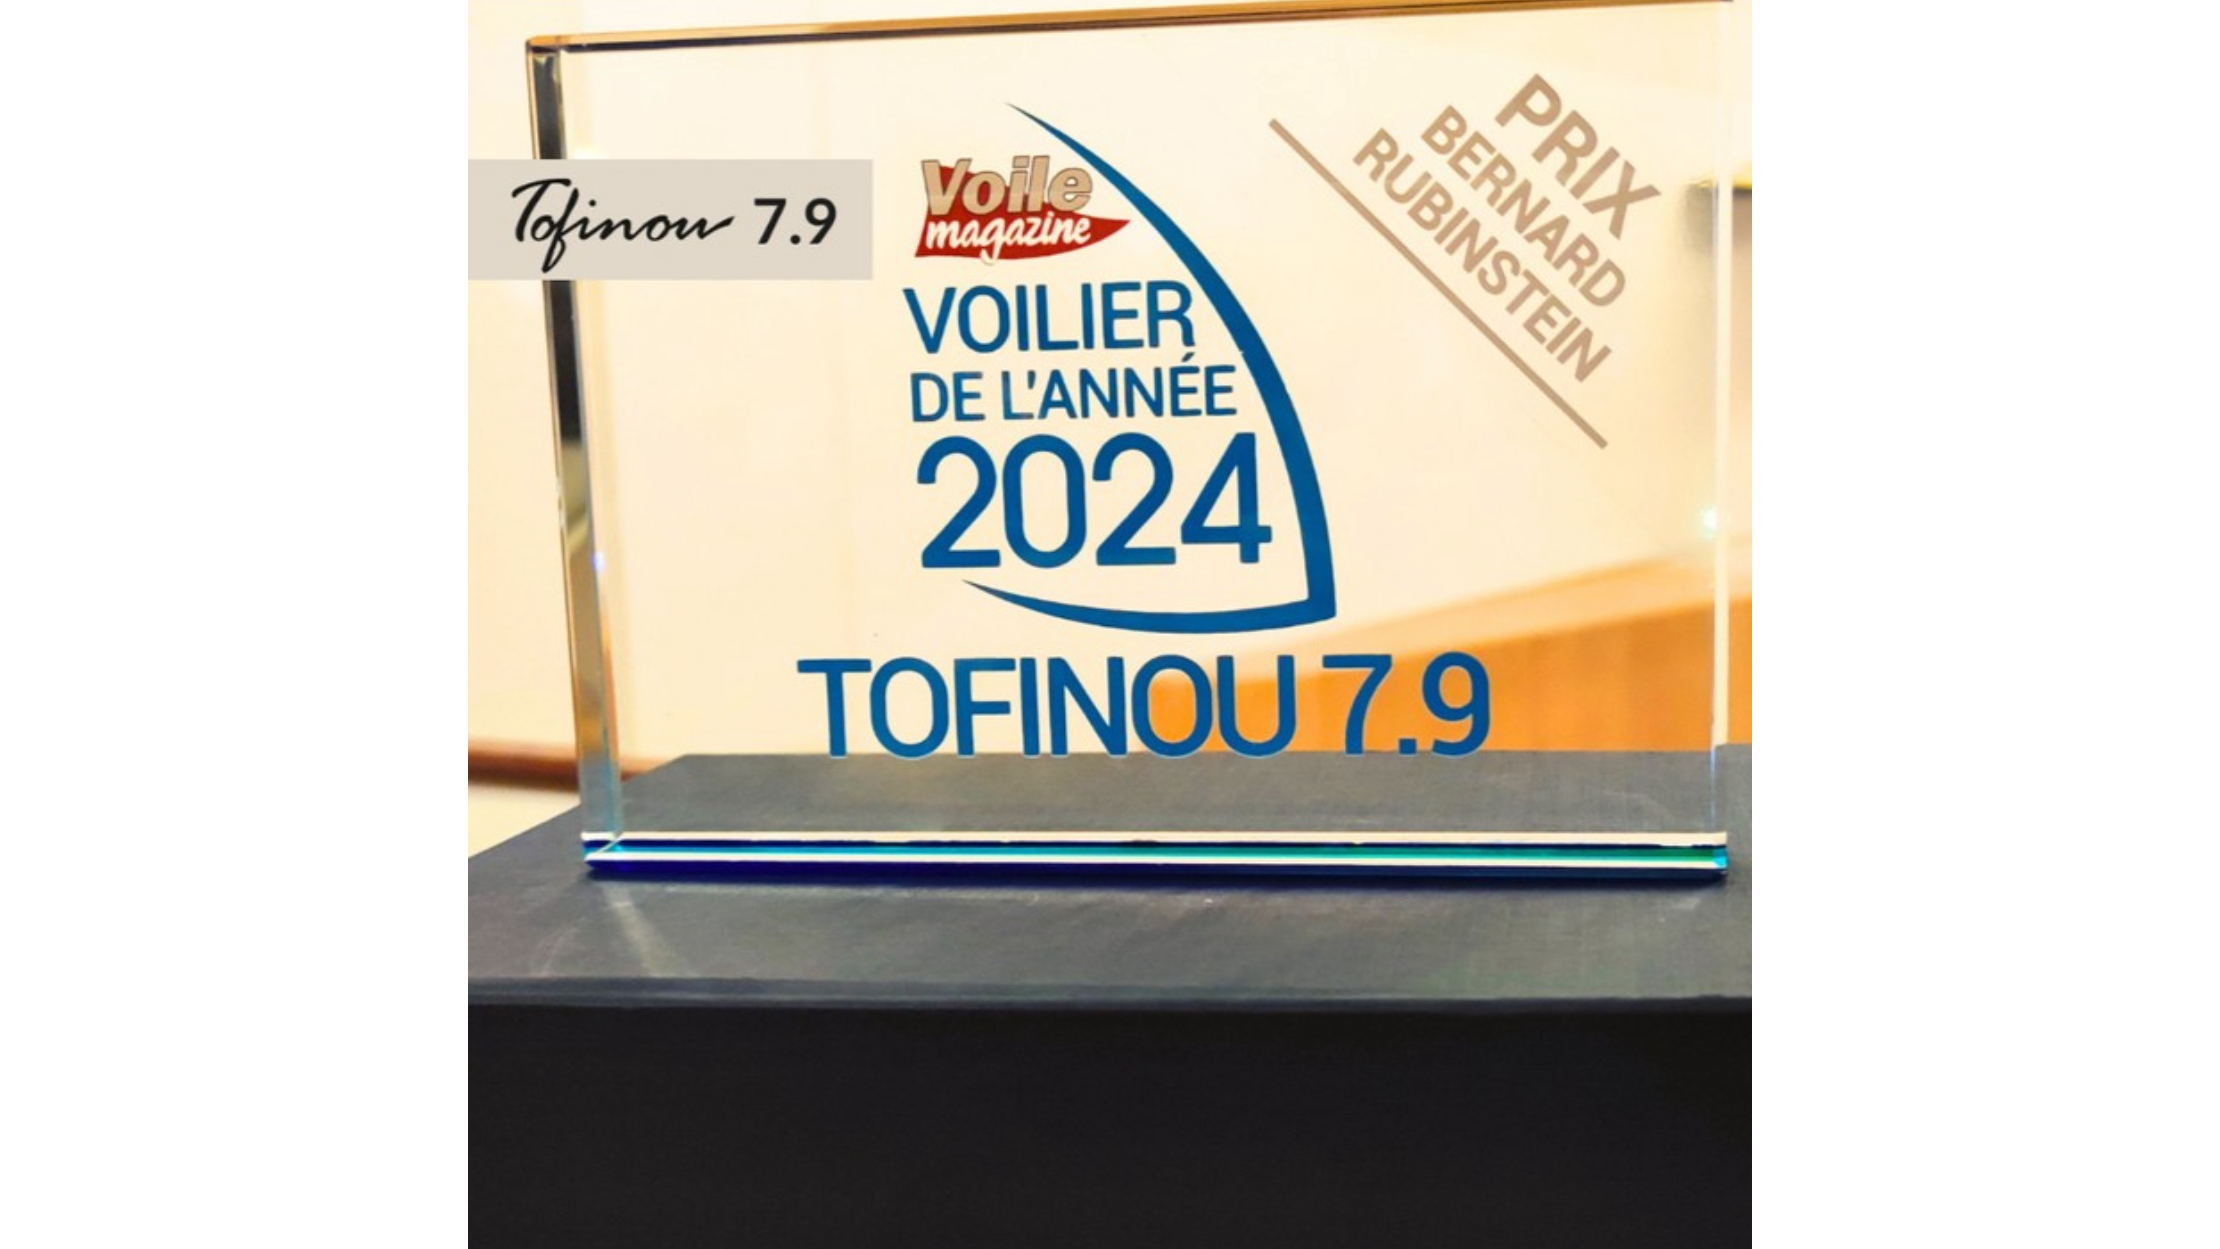 Tofinou 7.9
Voile
magazine
VOILIER
DE L'ANNÉE
2024
TOFINOU 7.9
PRIX
BERNARD
RUBINSTEIN